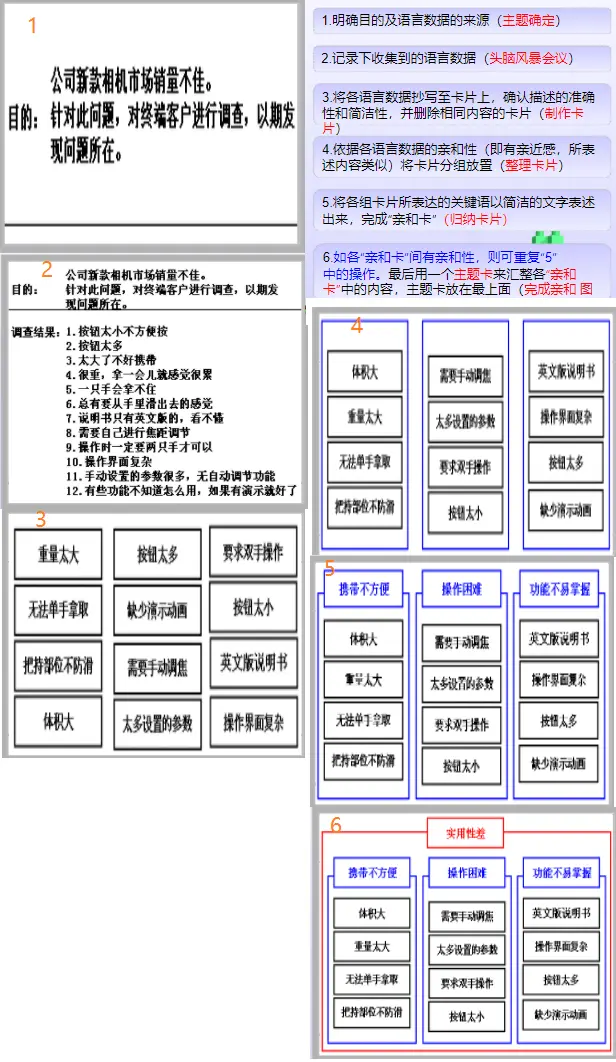 1
公司新款相机市场销量不佳。
目的：针对此问题，对终端客户进行调查，以期发
现问题所在。
1.明确目的及语言数据的来源（主题确定）
2.记录下收集到的语言数据（头脑风景会议）
3.将各语言数据抄写至卡片上，确认描述的准确
性和简洁性，并删除相同内容的卡片（制作卡
片）
4.依据各语言数据的亲和性（即有亲近感，所表
述内容类似）将卡片分组放置（整理卡片）
5.将各组卡片所表达的关键语以简洁的文字表述
出来，完成“亲和卡”（归纳卡片）
6.如各“亲和卡”间有亲和性，则可重复“5”
中的操作。最后用一个主题卡来汇整各“亲和
卡”中的内容，主题卡放在最上面（完成亲和 图
2
公司新款相机市场销量不佳。
目的：针对此问题，对终端客户进行调查，以期发
现问题所在。
调查结果：1.按钮太小不方便按
2.按钮太多
3.太大了不好携带
4.很重，拿一会儿就感觉很累
5.一只手会拿不住
6.总有要从手里滑出去的感觉
7.说明书只有英文版的，看不懂
8.需要自己进行焦距调节
9.操作时一定要两只手才可以
10.操作界面复杂
11.手动设置的参数很多，无自动调节功能
12.有些功能不知道怎么用，如果有演示就好了
3
重量太大 按钮太多 要求双手操作
无法单手拿取 缺少演示动画 按钮太小
把持部位不防滑 需要手动调焦 英文版说明书
体积大 太多设置的参数 操作界面复杂
4
体积大 需要手动调焦 英文版说明书
重量太大 太多设置的参数 操作界面复杂
无法单手拿取 要求双手操作 按钮太多
把持部位不防滑 按钮太小 缺少演示动画
5
携带不方便 操作困难 功能不易掌握
体积大 需要手动调焦 英文版说明书
重量太大 太多设置的参数 操作界面复杂
无法单手拿取 要求双手操作 按钮太多
把持部位不防滑 按钮太小 缺少演示动画
6
实用性差
携带不方便 操作困难 功能不易掌握
体积大 需要手动调焦 英文版说明书
重量太大 太多设置的参数 操作界面复杂
无法单手拿取 要求双手操作 按钮太多
把持部位不防滑 按钮太小 缺少演示动画